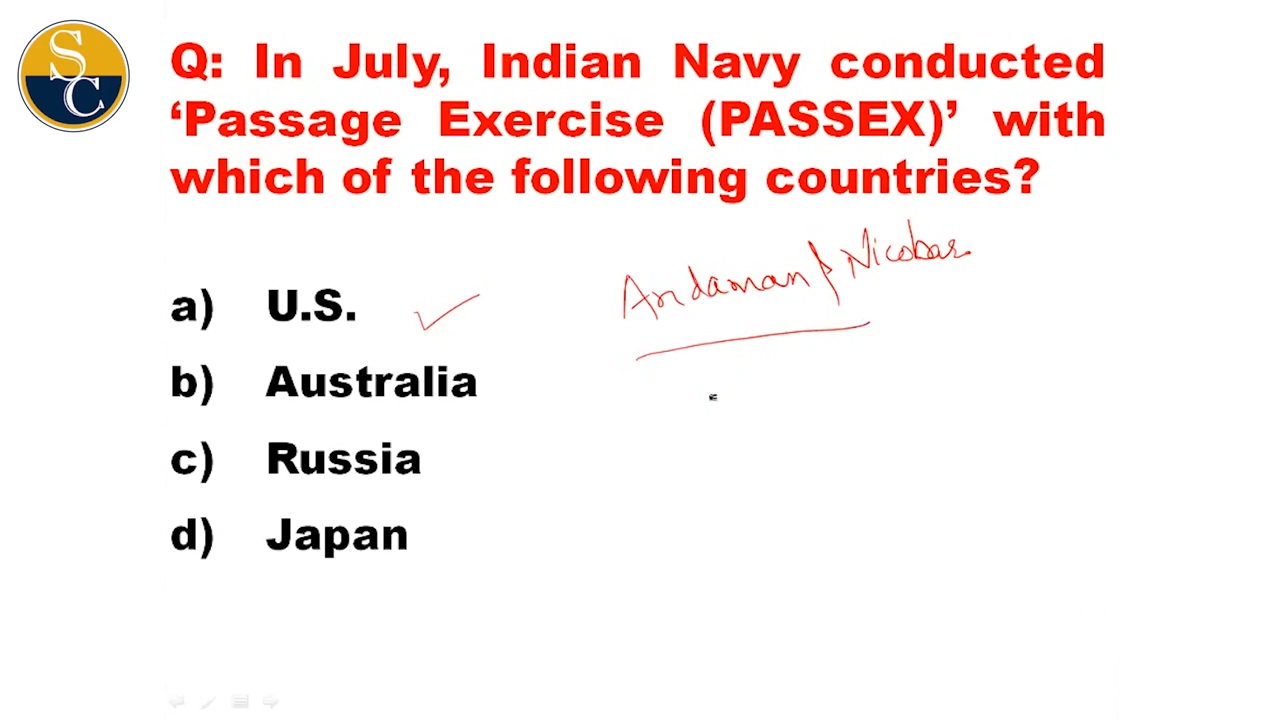 SC
Q: In July, Indian Navy conducted
‘Passage Exercise (PASSEX)’ with
which of the following countries?
Andaman & Nicobar
a) U.S.
b) Australia
c) Russia
d) Japan